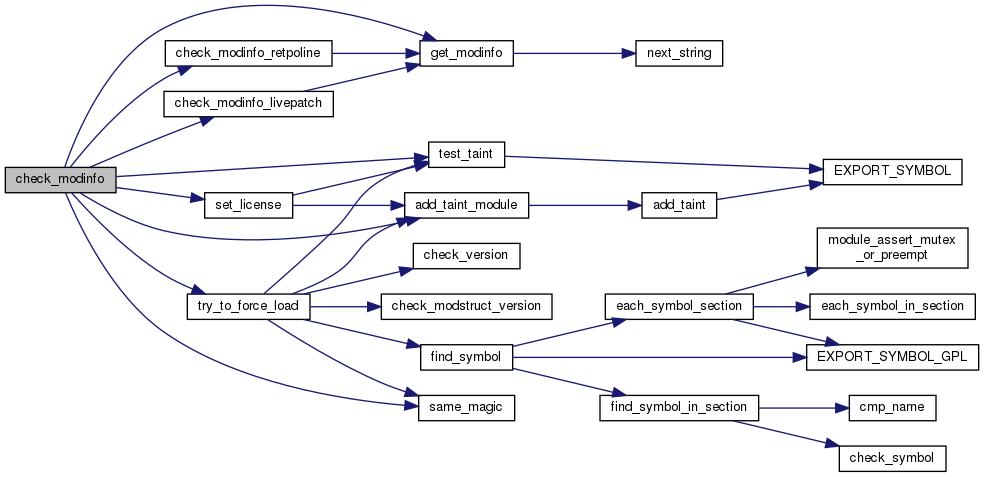 check_modinfo_retpoline
get_modinfo
next_string
check_modinfo_livepatch
test_taint
EXPORT_SYMBOL
check_modinfo
set_license
add_taint_module
add_taint
module_assert_mutex
_or_preempt
check_version
try_to_force_load
check_modstruct_version
each_symbol_section
each_symbol_in_section
find_symbol
EXPORT_SYMBOL_GPL
same_magic
find_symbol_in_section
cmp_name
check_symbol